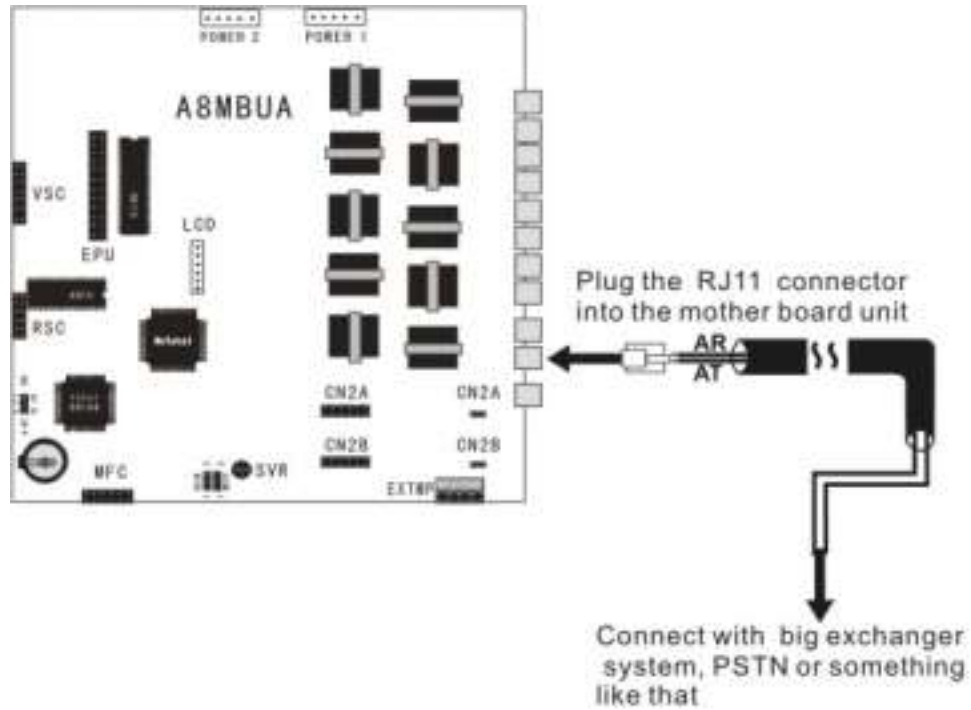 POWER 2
POWER 1
A8MBUA
VSC
LCD
EPU
RSC
Plug the RJ11 connector
into the mother board unit
AR
AT
CN2A
CN2A
CN2B
CN2B
MFC
SVR
EXTMP
Connect with big exchanger
system, PSTN or something
like that